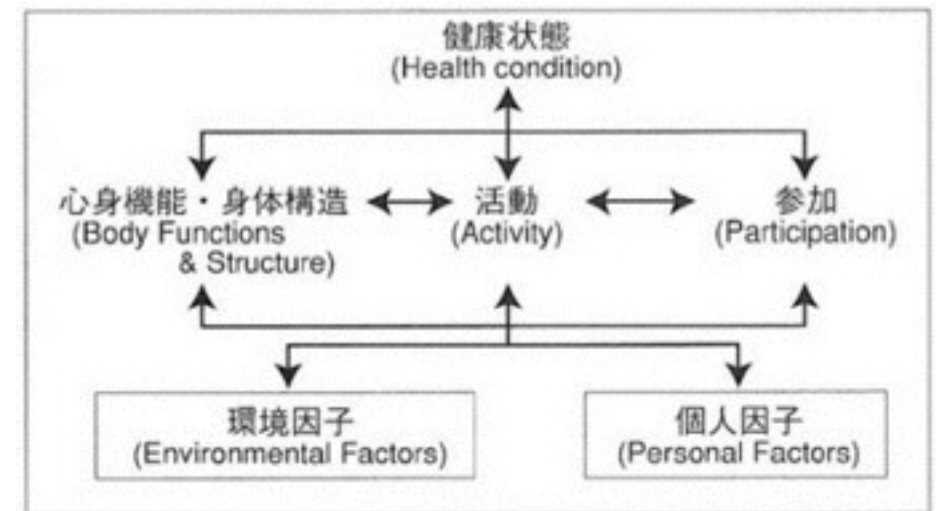 健康状態
(Health condition)
心身機能・身体構造
(Body Functions
& Structure)
活動
(Activity)
参加
(Participation)
環境因子
(Environmental Factors)
個人因子
(Personal Factors)